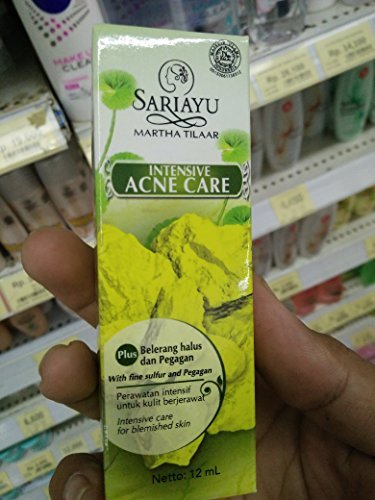 SARIAYU
MARTHA TILAAR
INTENSIVE
ACNE CARE
Plus Belerang halus
dan Pegagan
With fine sulfur and Pegagan
Perawatan intensif
untuk kulit berjerawat
Intensive care
for blemished skin
Netto: 12 mL